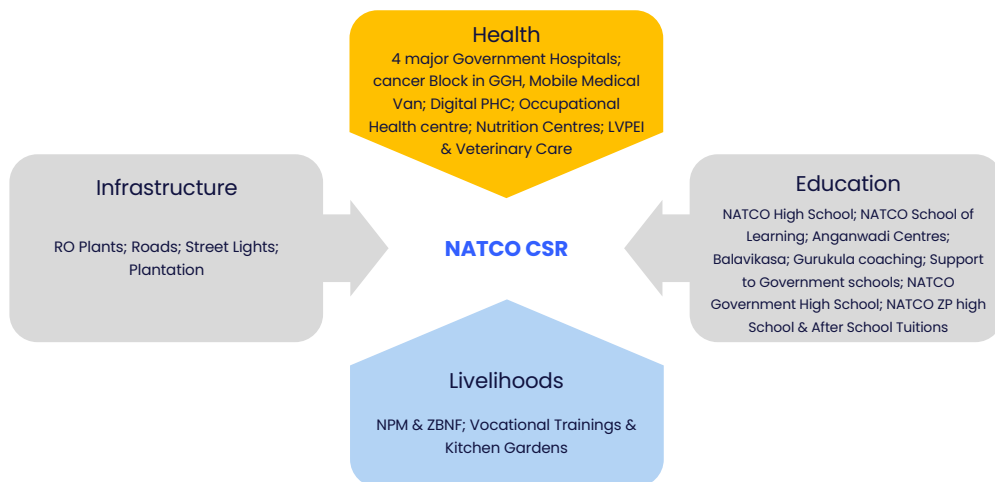 Health
4 major Government Hospitals;
cancer Block in GGH, Mobile Medical
Van; Digital PHC; Occupational
Health centre; Nutrition Centres; LVPEI
& Veterinary Care
Infrastructure
RO Plants; Roads; Street Lights;
Plantation
NATCO CSR
Education
NATCO High School; NATCO School of
Learning; Anganwadi Centres;
Balavikasa; Gurukula coaching; Support
to Government schools; NATCO
Government High School; NATCO ZP high
School & After School Tuitions
Livelihoods
NPM & ZBNF; Vocational Trainings &
Kitchen Gardens